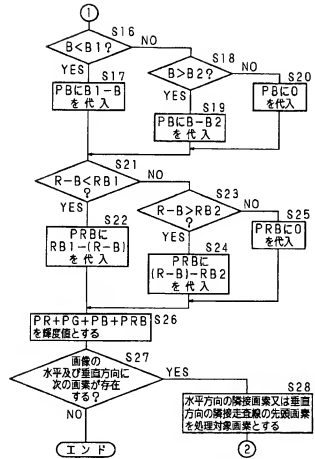 ①
S16
B<B1?
NO
YES
S17
PBにB1-B
を代入
S18
B>B2?
NO
YES
S19
PBにB-B2
を代入
S20
PBに0
を代入
S21
R-B<RB1
?
NO
YES
S22
PRBに
RB1-(R-B)
を代入
S23
R-B>RB2
?
NO
YES
S24
PRBに
(R-B)-RB2
を代入
S25
PRBに0
を代入
PR+PG+PB+PRB
を輝度値とする
S26
S27
画像の
水平及び垂直方向に
次の画素が存在
する?
YES
NO
S28
水平方向の隣接画素又は垂直
方向の隣接走査線の先頭画素
を処理対象画素とする
エンド
②